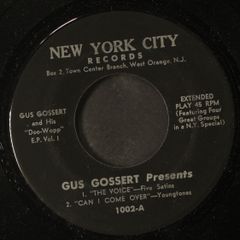 NEW YORK CITY
RECORDS
Box 2, Town Center Branch, West Orange, N.J.
GUS GOSSERT
and His
"Doo-Wopp"
E.P. Vol. 1
EXTENDED
PLAY 45 RPM
(Featuring Four
Great Groups
in a N.Y. Special)
GUS GOSSERT Presents
1. "THE VOICE"—Five Satins
2. "CAN I COME OVER"—Youngtones
1002-A